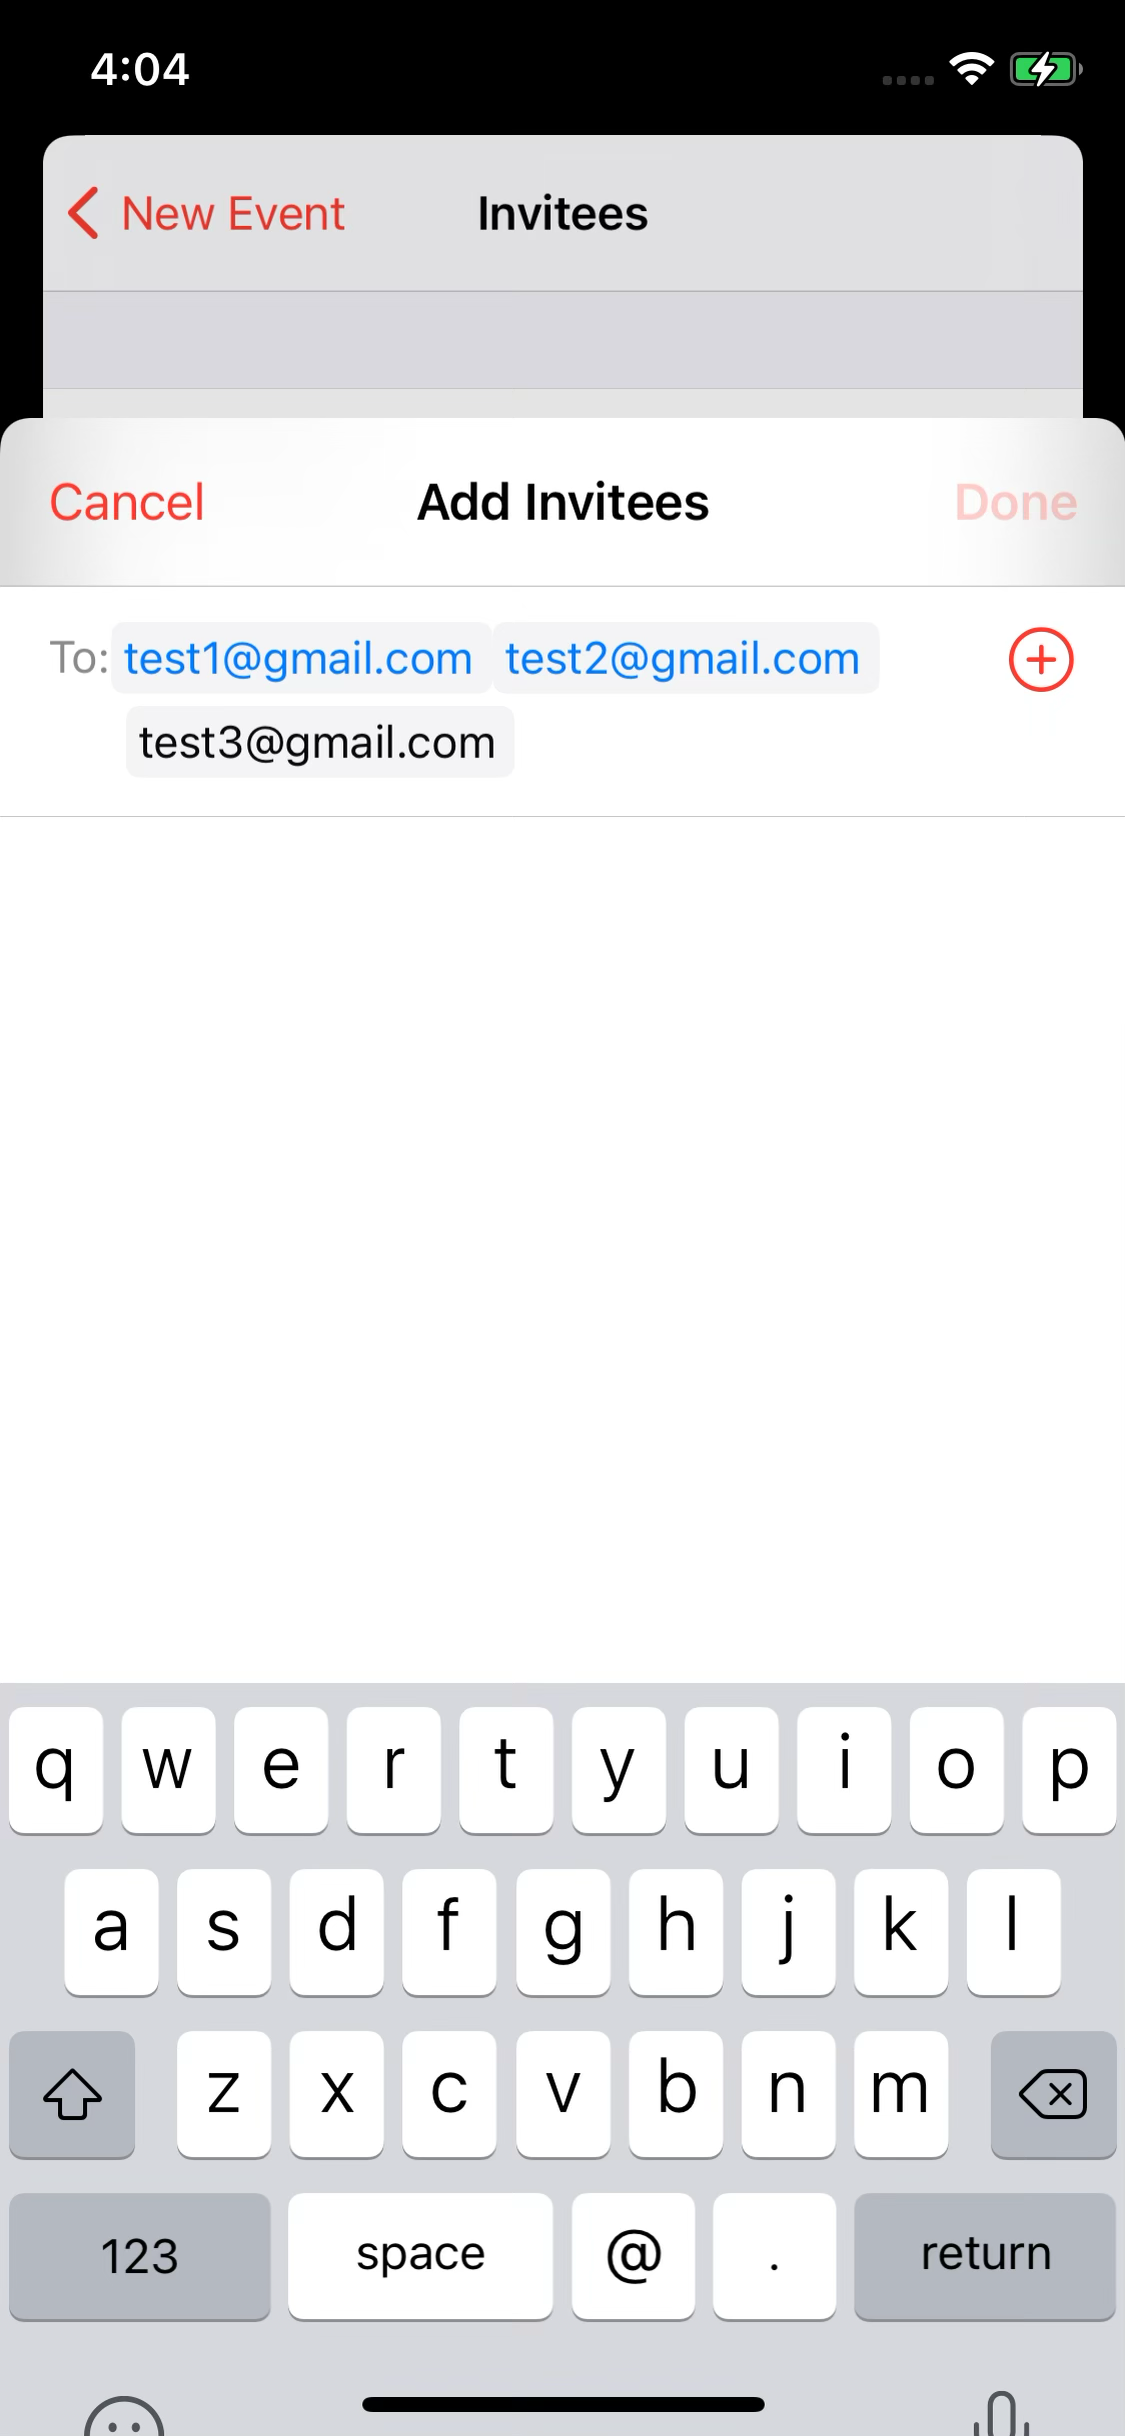 4:04
New Event Invitees
Cancel Add Invitees Done
To: test1@gmail.com test2@gmail.com
test3@gmail.com
q w e r t y u i o p
a s d f g h j k l
z x c v b n m
123 space @ . return